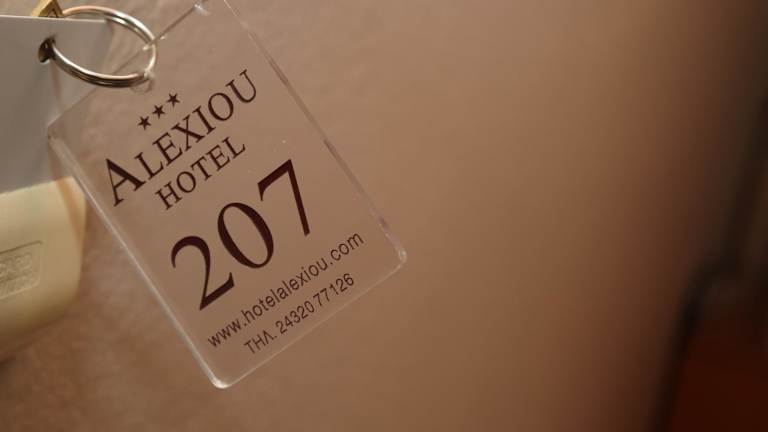 ★★★
ALEXIOU
HOTEL
207
www.hotelalexiou.com
ΤΗΛ. 24320 77126